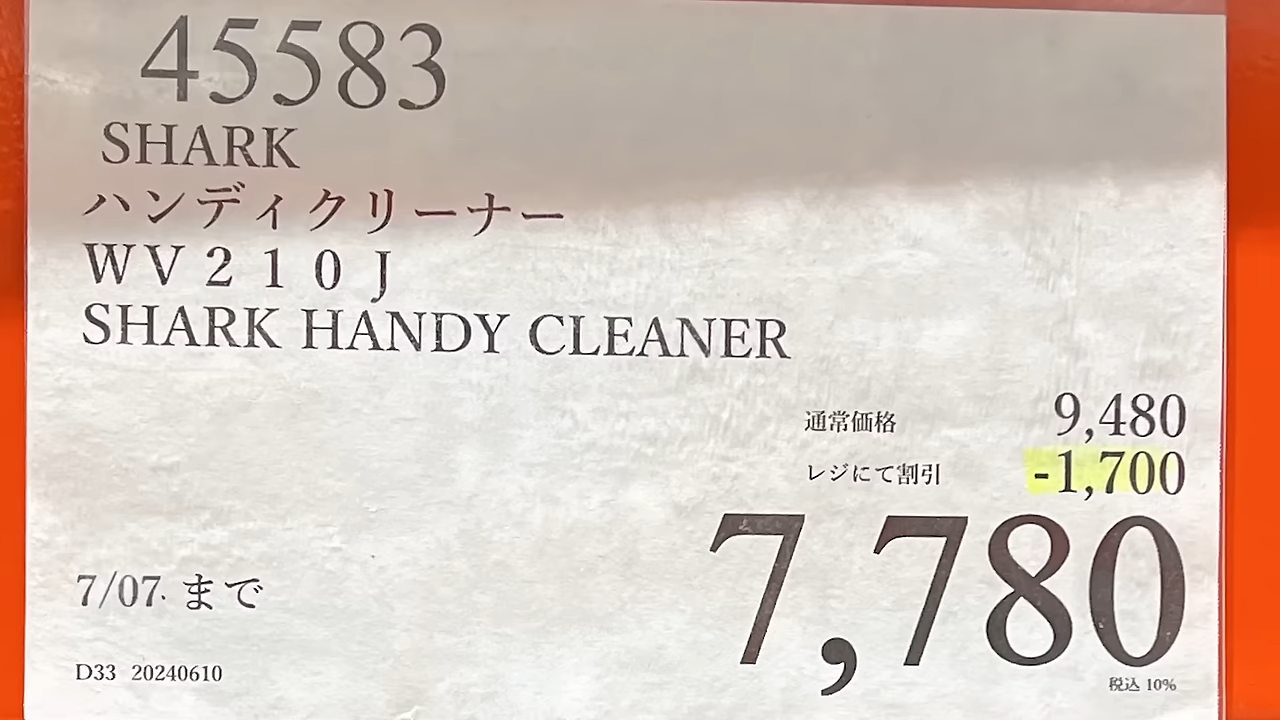 45583
SHARK
ハンディクリーナー
WV210J
SHARK HANDY CLEANER
通常価格 9,480
レジにて割引 -1,700
7,780
7/07 まで
D33 20240610
税込 10%